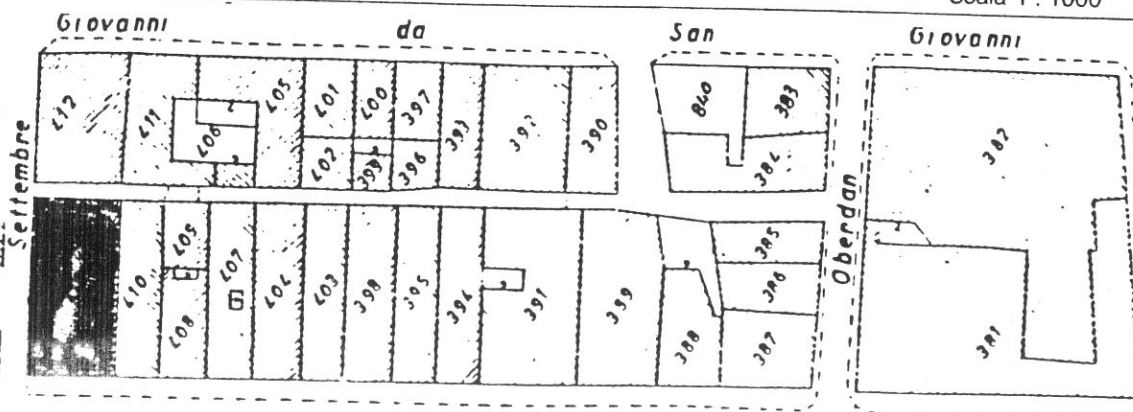 Scala 1 : 1000
Giovanni da San Giovanni
Settembre
Oberdan
412 411 406 405 401 400 397 393 392 390 840 383 382
402 399 396 384
410 409 407 404 403 398 395 394 391 399 385
408 388 386
387 381